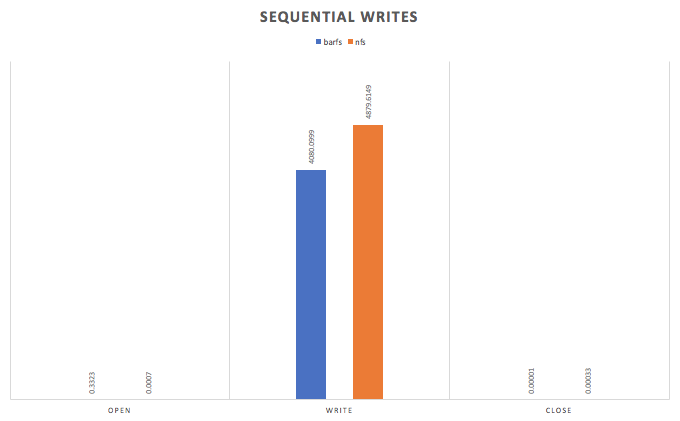 SEQUENTIAL WRITES
barfs nfs
0.3323
0.0007
4080.0999
4879.6149
0.00001
0.00033
OPEN WRITE CLOSE